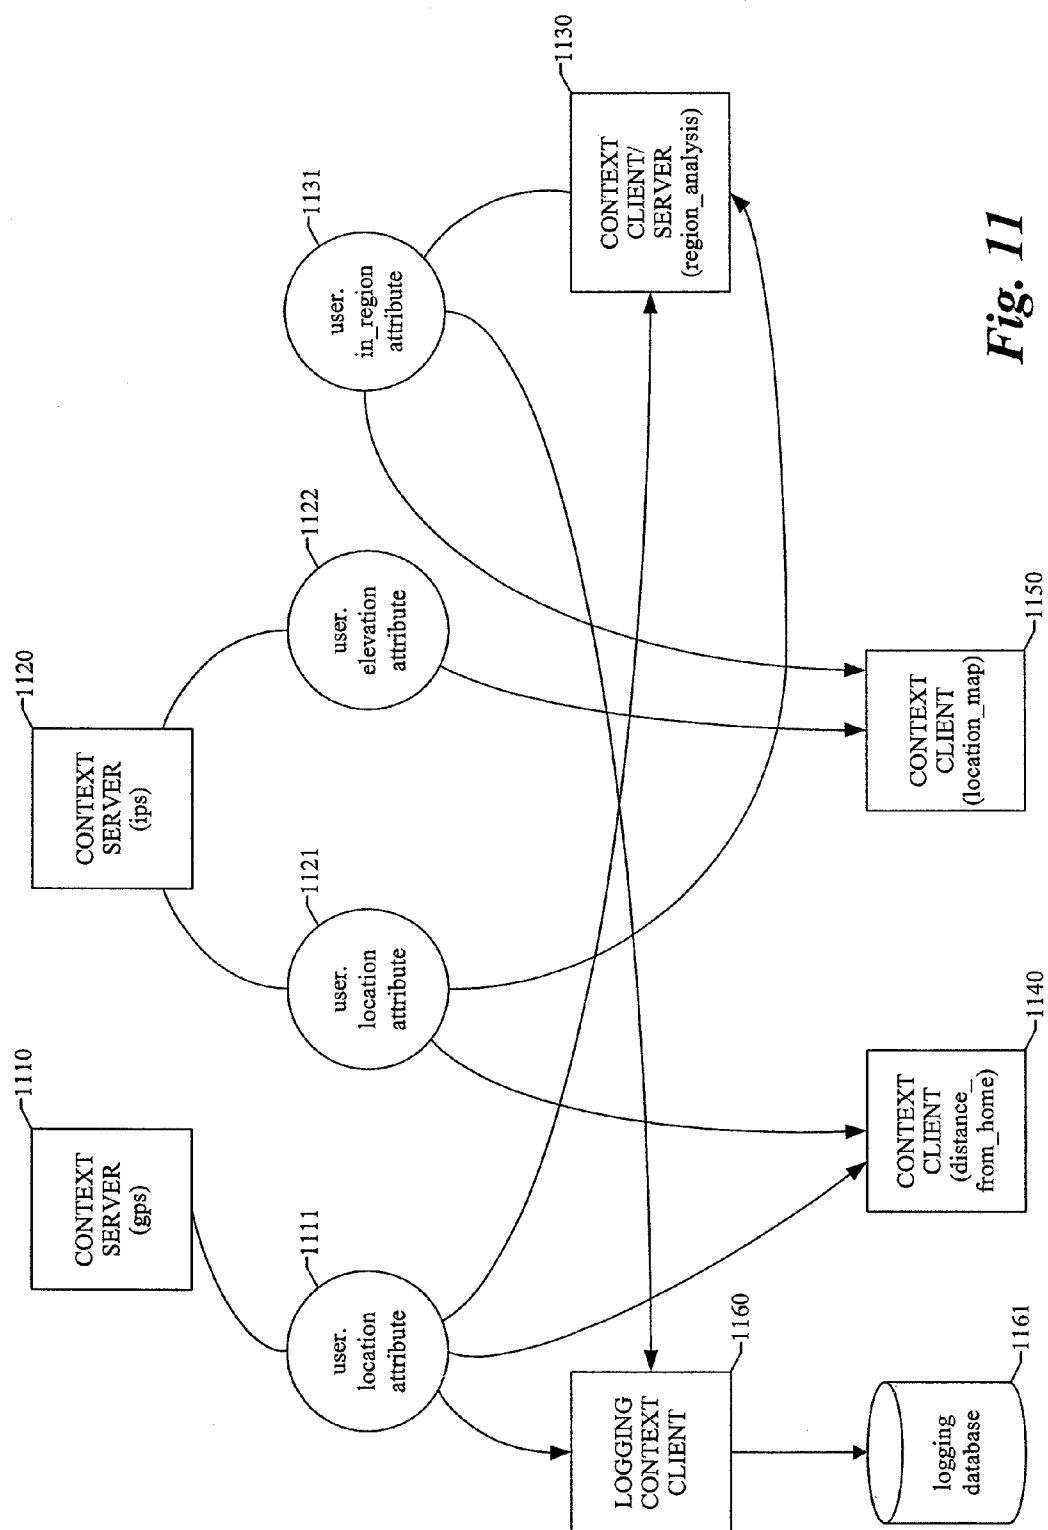 1110
CONTEXT
SERVER
(gps)
1120
CONTEXT
SERVER
(ips)
1111
user.
location
attribute
1121
user.
location
attribute
1122
user.
elevation
attribute
1131
user.
in_region
attribute
1160
LOGGING
CONTEXT
CLIENT
1130
CONTEXT
CLIENT/
SERVER
(region_analysis)
1161
logging
database
1140
CONTEXT
CLIENT
(distance_
from_home)
1150
CONTEXT
CLIENT
(location_map)
Fig. 11